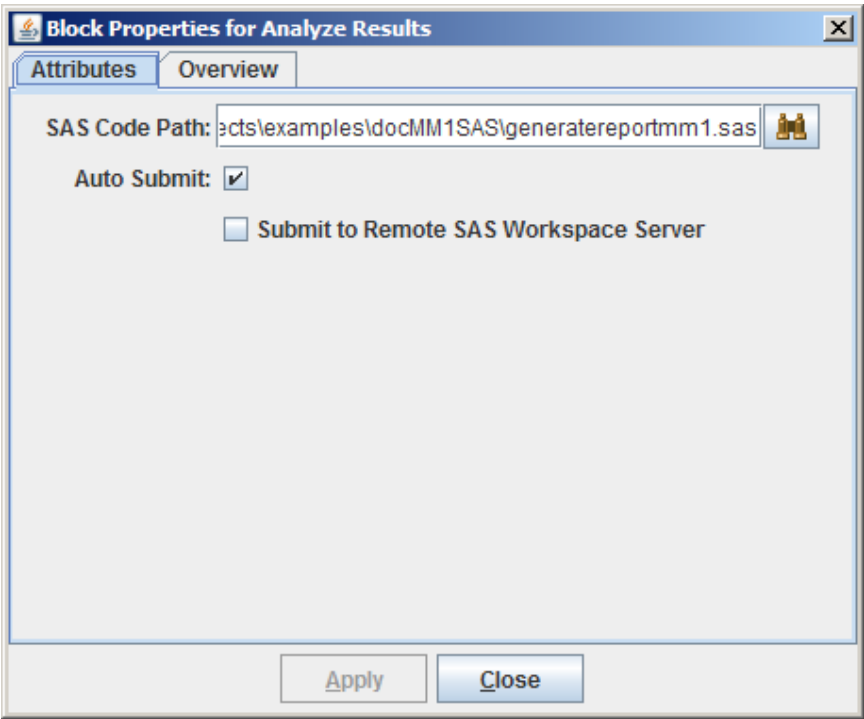 Block Properties for Analyze Results
Attributes Overview
SAS Code Path: ects\examples\docMM1SAS\generatereportmm1.sas
Auto Submit:
Submit to Remote SAS Workspace Server
Apply Close